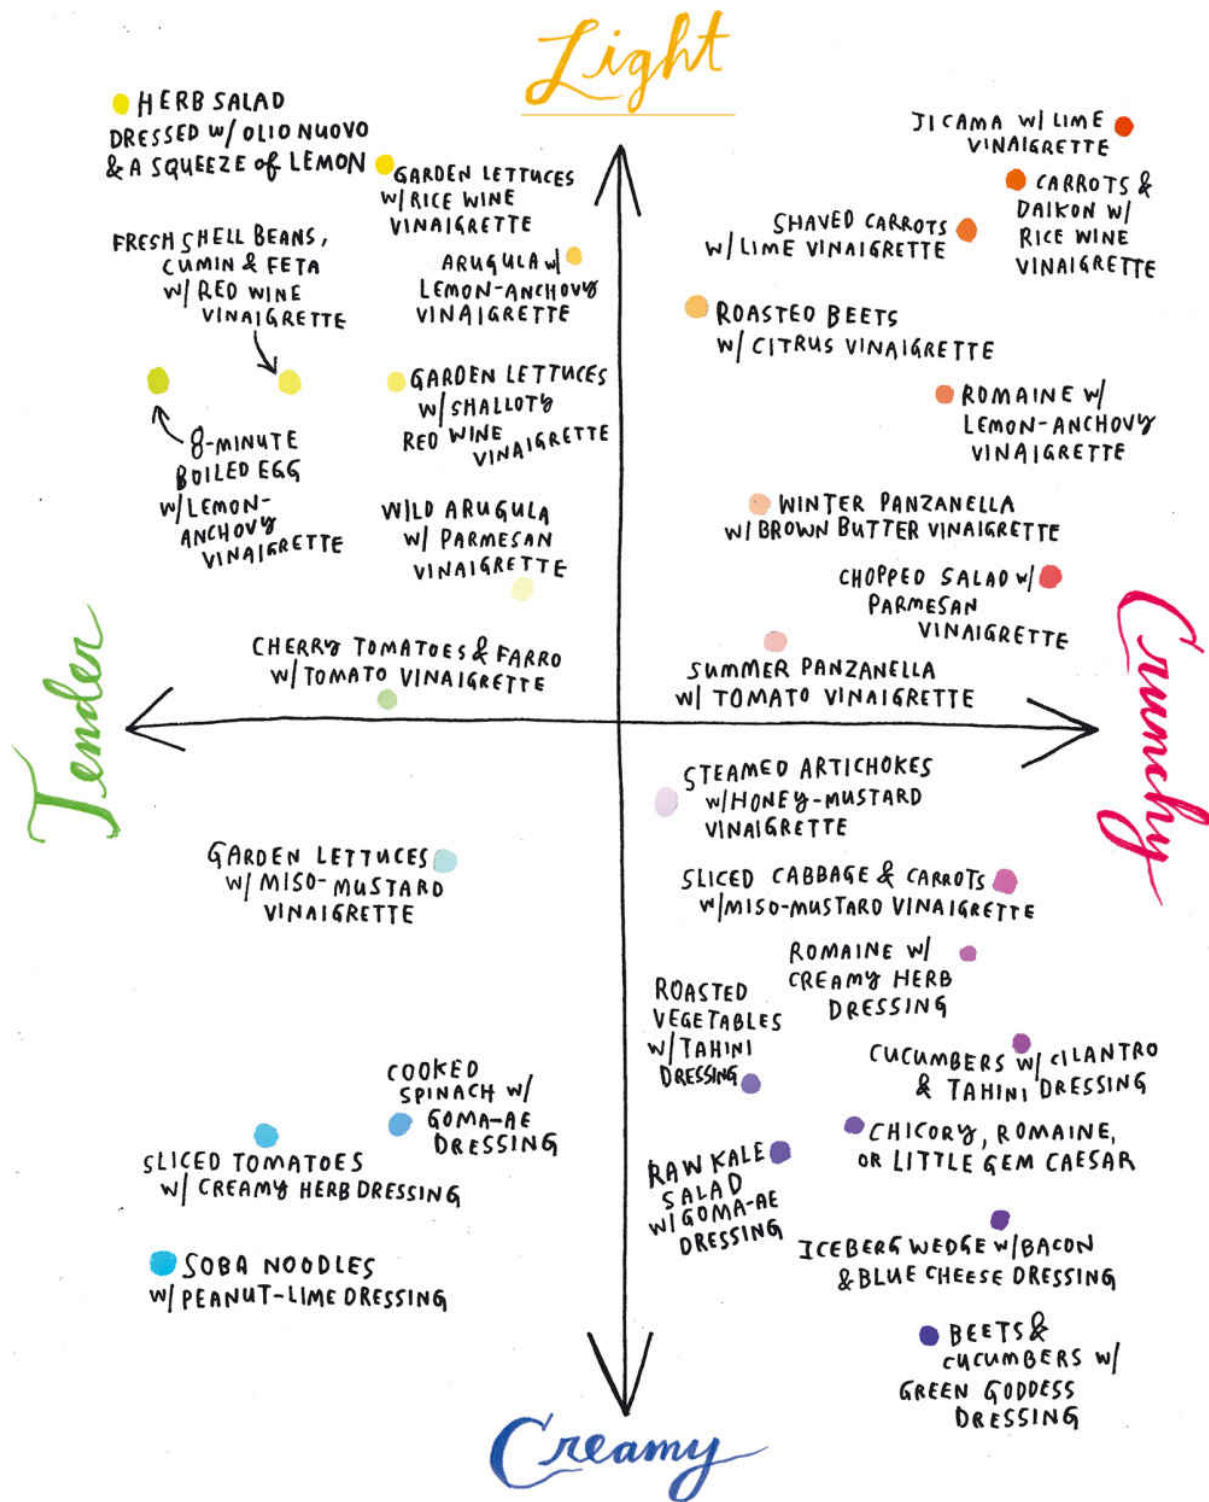 Light
HERB SALAD
DRESSED w/ OLIO NUOVO
& A SQUEEZE of LEMON
GARDEN LETTUCES
w/ RICE WINE
VINAIGRETTE
FRESH SHELL BEANS,
CUMIN & FETA
w/ RED WINE
VINAIGRETTE
ARUGULA w/
LEMON-ANCHOVY
VINAIGRETTE
8-MINUTE
BOILED EGG
w/ LEMON-
ANCHOVY
VINAIGRETTE
GARDEN LETTUCES
w/ SHALLOTY
RED WINE
VINAIGRETTE
WILD ARUGULA
w/ PARMESAN
VINAIGRETTE
CHERRY TOMATOES & FARRO
w/ TOMATO VINAIGRETTE
JICAMA w/ LIME
VINAIGRETTE
CARROTS &
DAIKON w/
RICE WINE
VINAIGRETTE
SHAVED CARROTS
w/ LIME VINAIGRETTE
ROASTED BEETS
w/ CITRUS VINAIGRETTE
ROMAINE w/
LEMON-ANCHOVY
VINAIGRETTE
WINTER PANZANELLA
w/ BROWN BUTTER VINAIGRETTE
CHOPPED SALAD w/
PARMESAN
VINAIGRETTE
SUMMER PANZANELLA
w/ TOMATO VINAIGRETTE
Tender
Crunchy
GARDEN LETTUCES
w/ MISO-MUSTARD
VINAIGRETTE
COOKED
SPINACH w/
GOMA-AE
DRESSING
SLICED TOMATOES
w/ CREAMY HERB DRESSING
SOBA NOODLES
w/ PEANUT-LIME DRESSING
STEAMED ARTICHOKES
w/ HONEY-MUSTARD
VINAIGRETTE
SLICED CABBAGE & CARROTS
w/ MISO-MUSTARD VINAIGRETTE
ROMAINE w/
CREAMY HERB
DRESSING
ROASTED
VEGETABLES
w/ TAHINI
DRESSING
CUCUMBERS w/ CILANTRO
& TAHINI DRESSING
CHICORY, ROMAINE,
OR LITTLE GEM CAESAR
RAW KALE
SALAD
w/ GOMA-AE
DRESSING
ICEBERG WEDGE w/ BACON
& BLUE CHEESE DRESSING
BEETS &
CUCUMBERS w/
GREEN GODDESS
DRESSING
Creamy